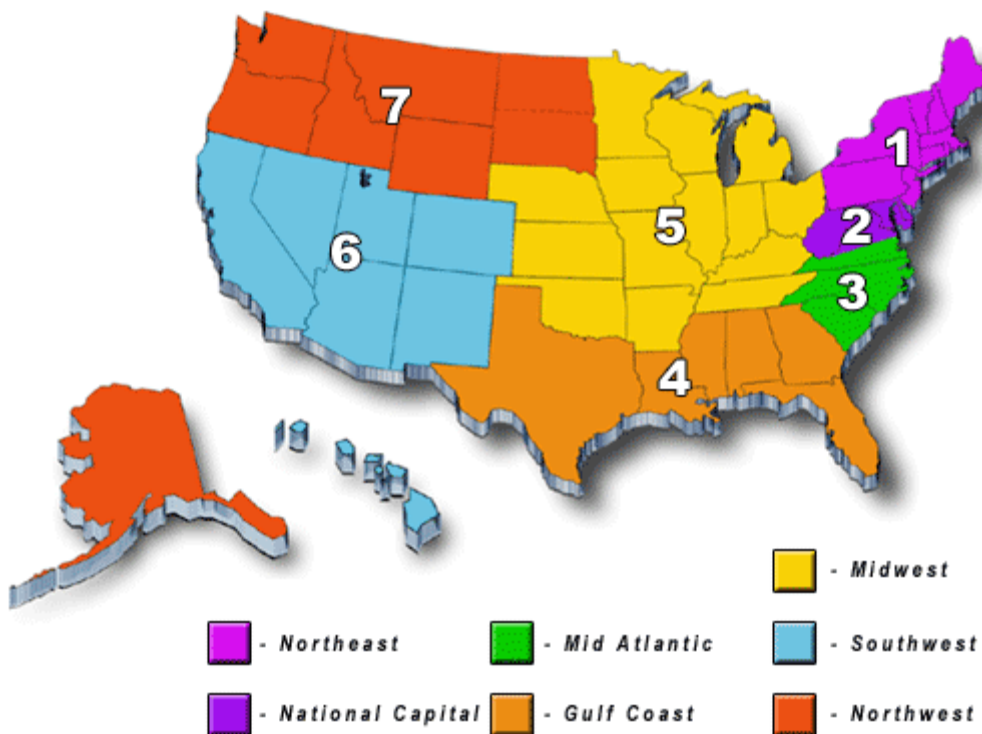 7
1
5
2
6
3
4
- Midwest
- Northeast
- Mid Atlantic
- Southwest
- National Capital
- Gulf Coast
- Northwest